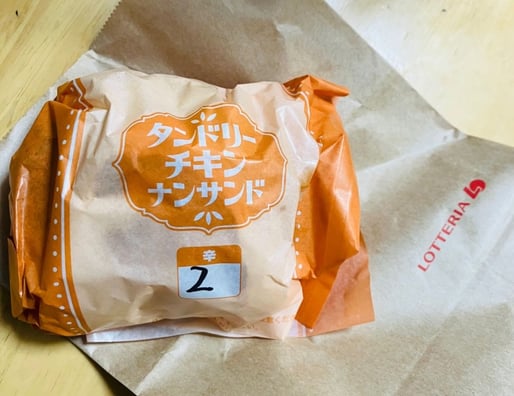 タンドリー
チキン
ナンサンド
辛
2
LOTTERIA